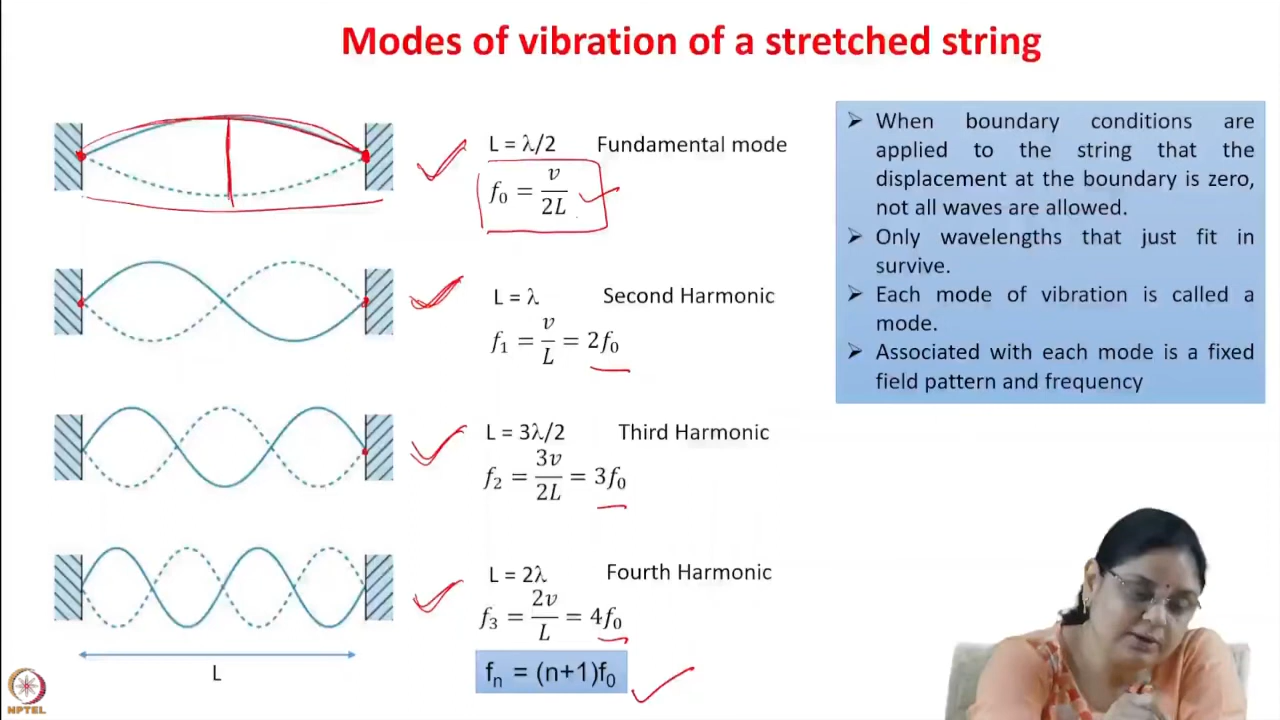 Modes of vibration of a stretched string
L = λ/2 Fundamental mode
f₀ = v/2L
L = λ Second Harmonic
f₁ = v/L = 2f₀
L = 3λ/2 Third Harmonic
f₂ = 3v/2L = 3f₀
L = 2λ Fourth Harmonic
f₃ = 2v/L = 4f₀
fₙ = (n+1)f₀
L
➢ When boundary conditions are
applied to the string that the
displacement at the boundary is zero,
not all waves are allowed.
➢ Only wavelengths that just fit in
survive.
➢ Each mode of vibration is called a
mode.
➢ Associated with each mode is a fixed
field pattern and frequency
NPTEL